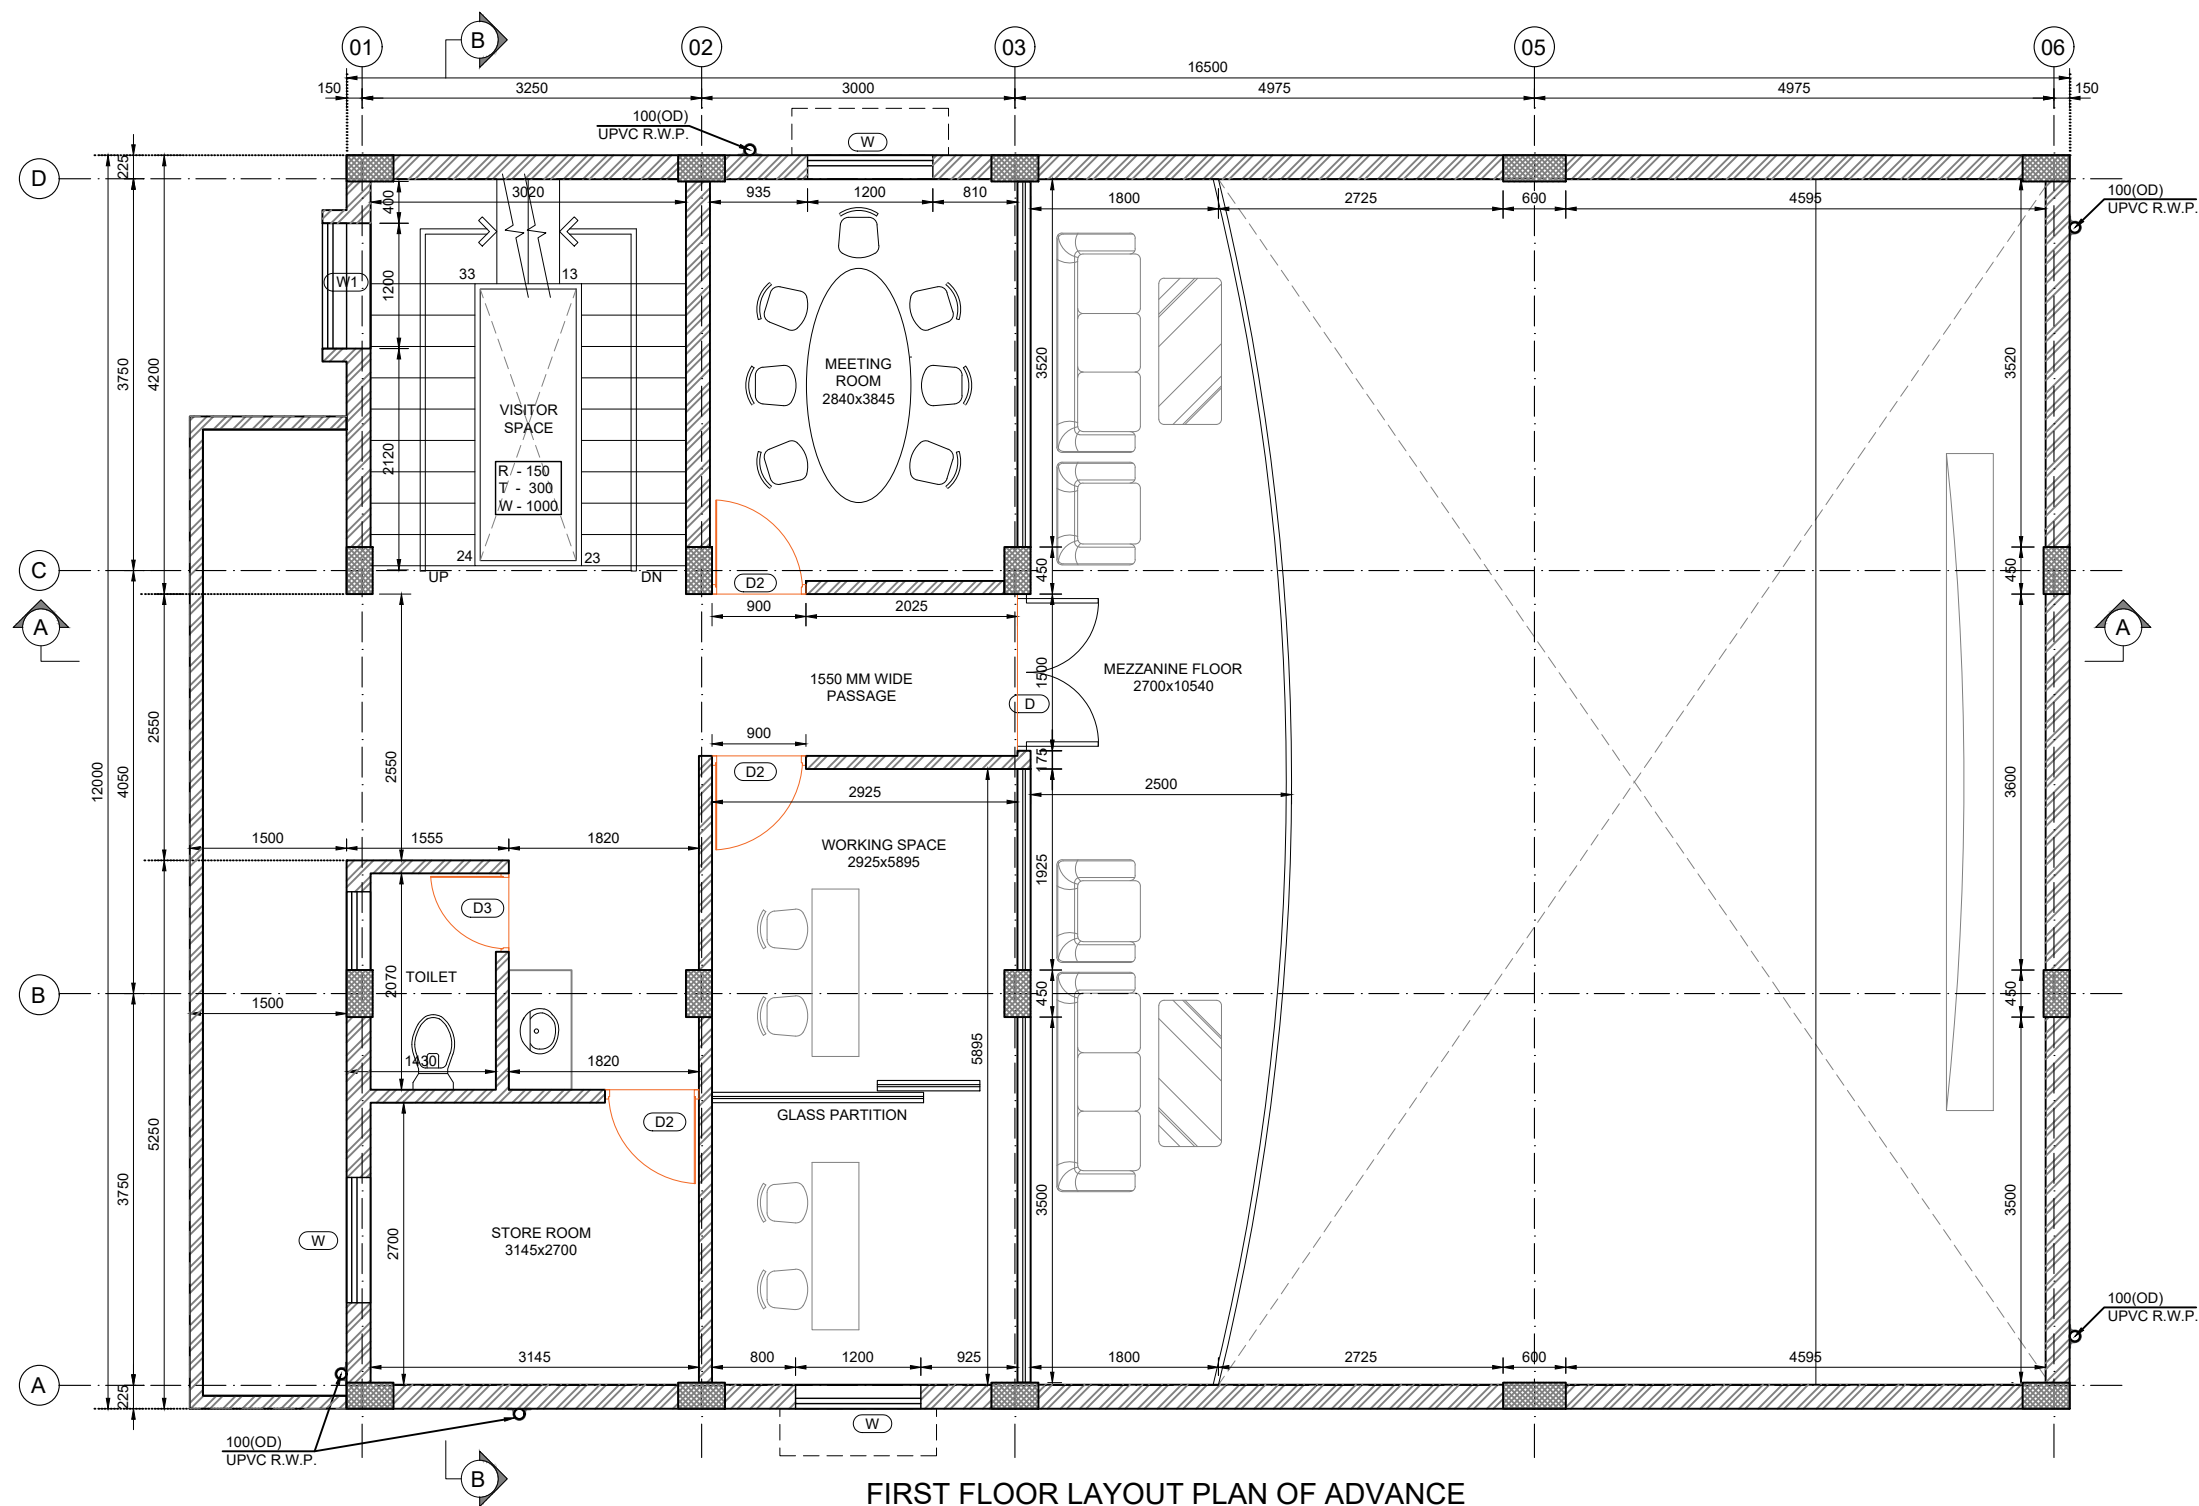 01
B
02
03
05
06
16500
150
3250
3000
4975
4975
150
100(OD)
UPVC R.W.P.
W
D
225
400
3020
935
1200
810
1800
2725
600
4595
100(OD)
UPVC R.W.P.
W1
1200
33
13
3750
4200
MEETING
ROOM
2840x3845
3520
3520
VISITOR
SPACE
2120
R - 150
T - 300
W - 1000
24
23
UP
DN
C
D2
450
450
900
2025
A
A
1550 MM WIDE
PASSAGE
1500
MEZZANINE FLOOR
2700x10540
D
12000
4050
2550
2550
900
D2
175
2925
2500
3600
1500
1555
1820
WORKING SPACE
2925x5895
1925
D3
TOILET
2070
B
1500
450
450
1430
1820
5895
D2
GLASS PARTITION
5250
3750
W
2700
STORE ROOM
3145x2700
3500
3500
100(OD)
UPVC R.W.P.
3145
800
1200
925
1800
2725
600
4595
A
225
W
100(OD)
UPVC R.W.P.
B
FIRST FLOOR LAYOUT PLAN OF ADVANCE